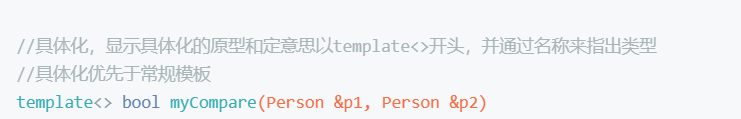 //具体化，显示具体化的原型和定意思以template<>开头，并通过名称来指出类型
//具体化优先于常规模板
template<> bool myCompare(Person &p1, Person &p2)